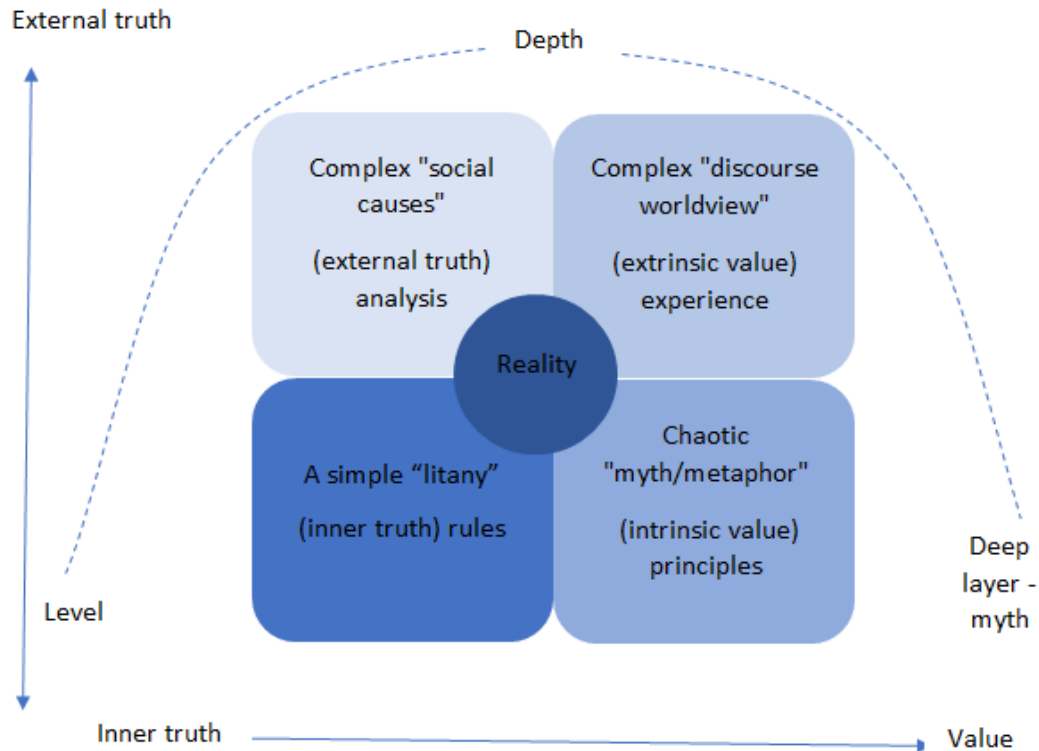 External truth
Depth
Complex "social
causes"
(external truth)
analysis
Complex "discourse
worldview"
(extrinsic value)
experience
Reality
A simple “litany”
(inner truth) rules
Chaotic
"myth/metaphor"
(intrinsic value)
principles
Level
Deep
layer -
myth
Inner truth
Value